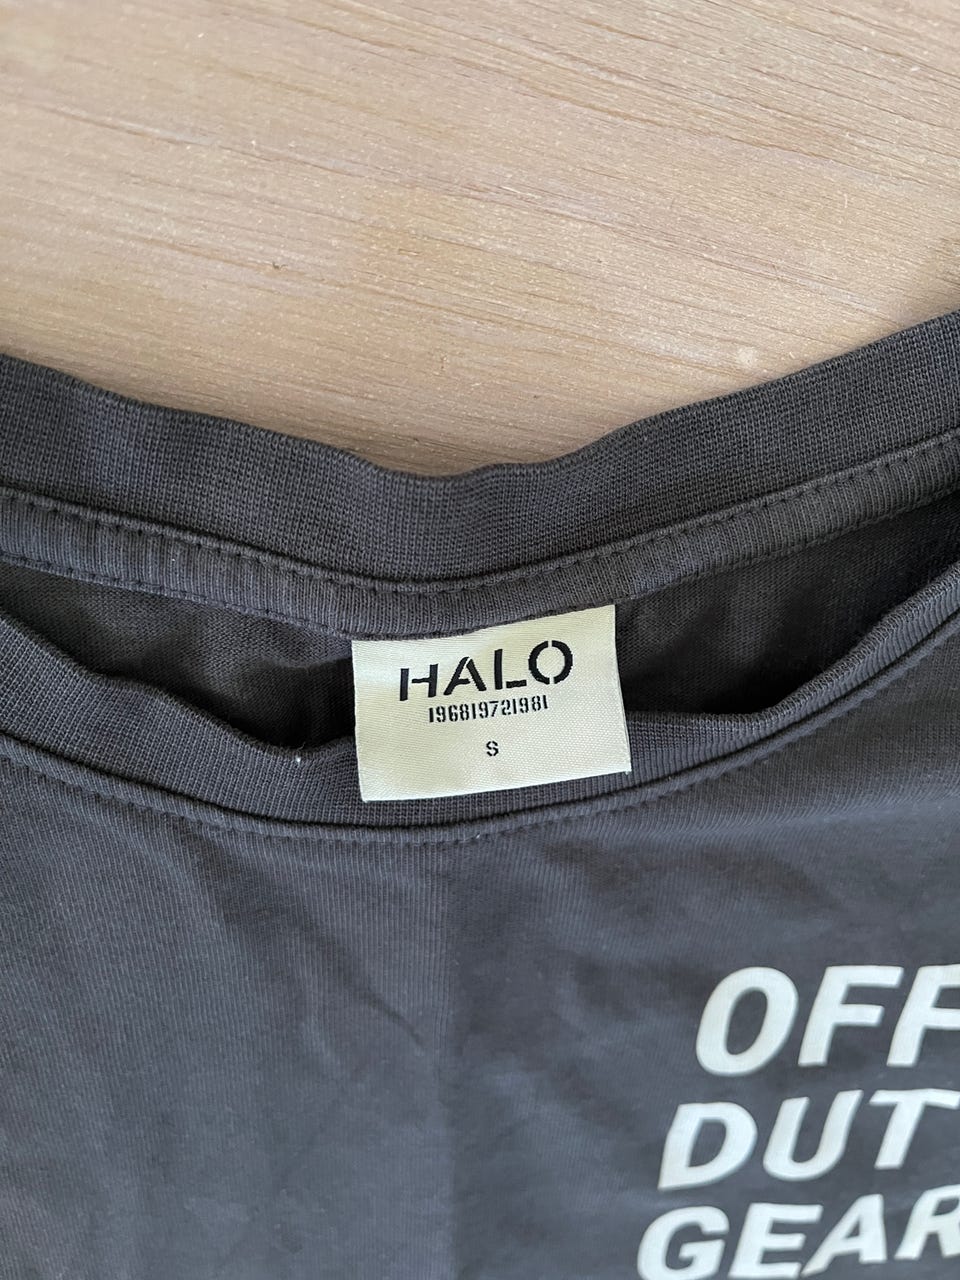 HALO
196819721981
S
OFF
DUT
GEAR